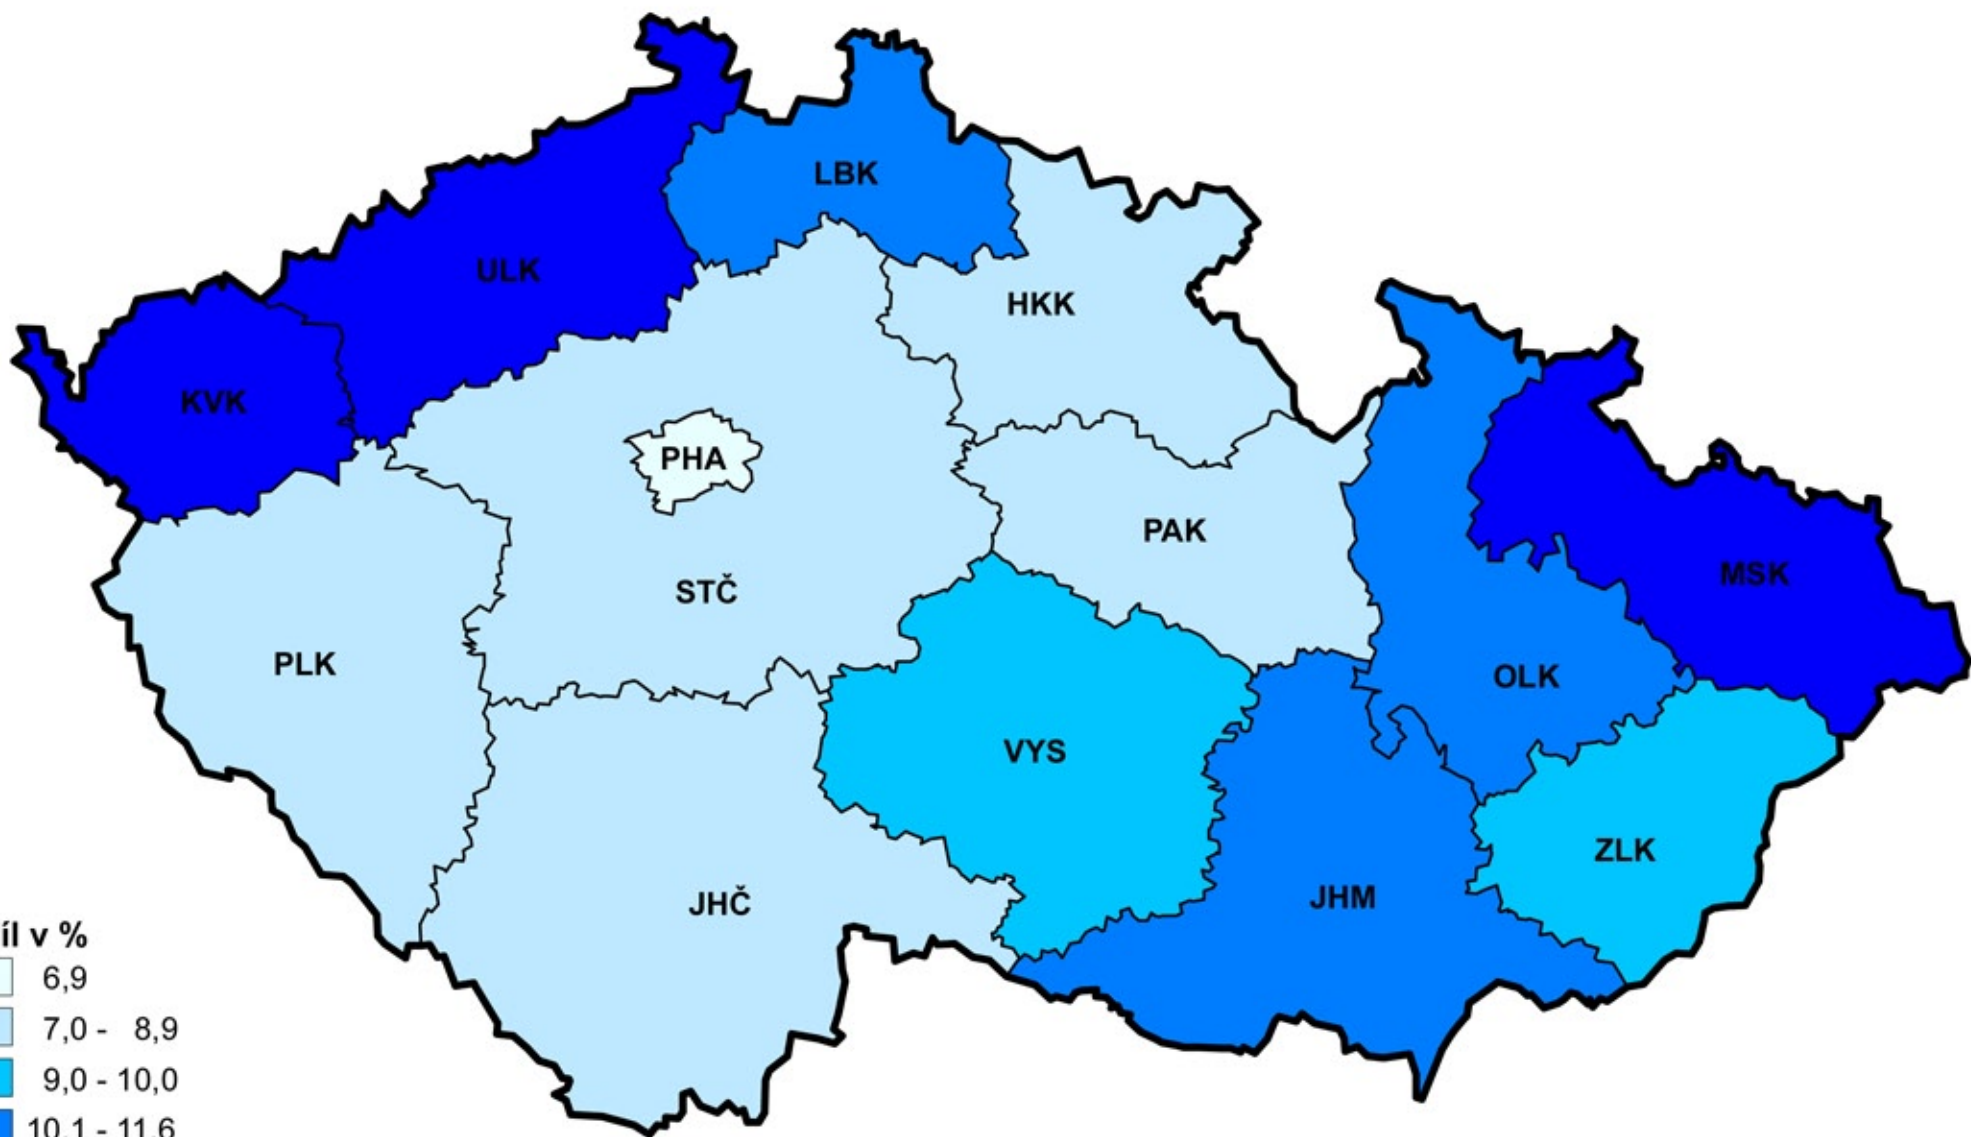 LBK
ULK
HKK
KVK
PHA
PAK
MSK
STČ
PLK
OLK
VYS
ZLK
JHČ
JHM
íl v %
6,9
7,0 - 8,9
9,0 - 10,0
10,1 - 11,6